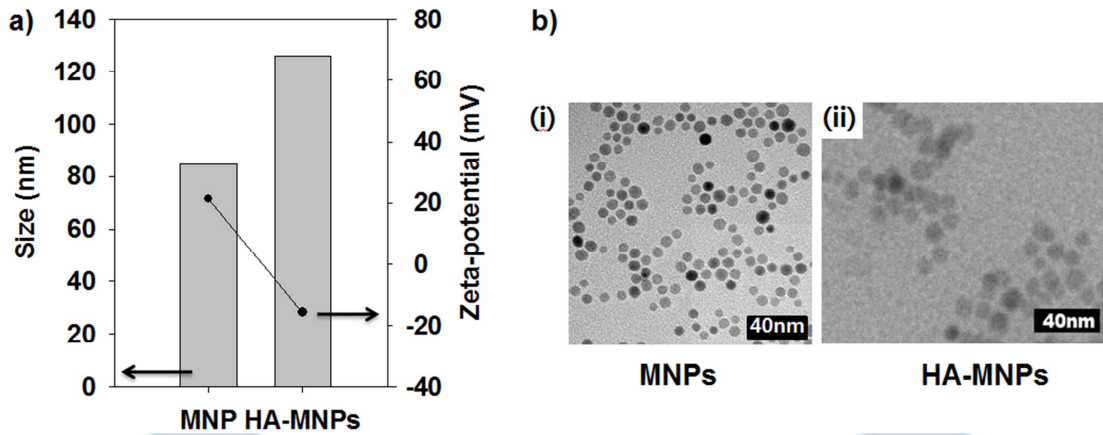 a)
140
120
100
80
60
40
20
0
Size (nm)
80
60
40
20
0
-20
-40
Zeta-potential (mV)
MNP HA-MNPs
b)
(i)
40nm
MNPs
(ii)
40nm
HA-MNPs